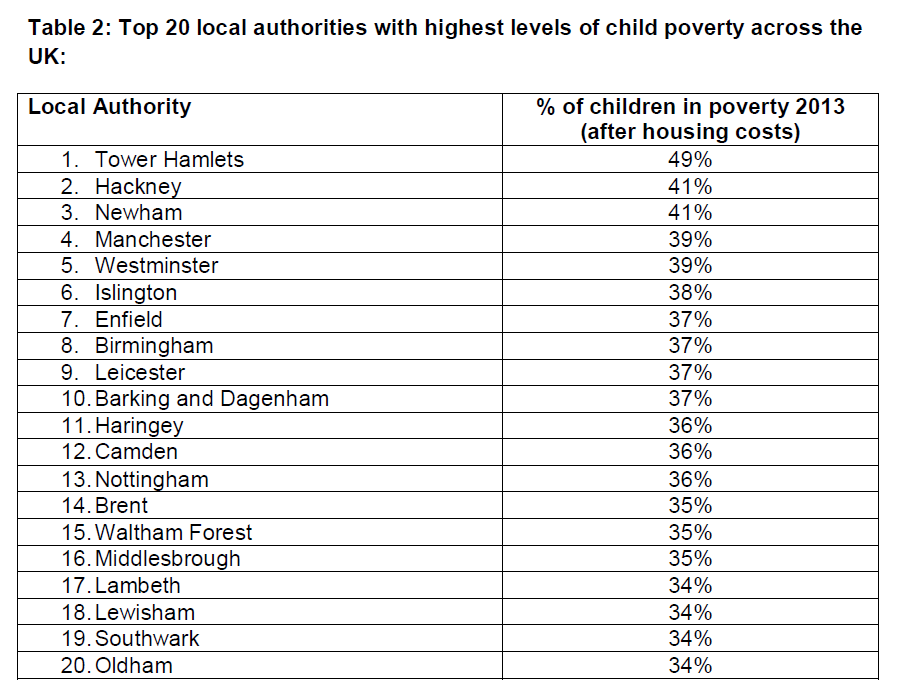 Table 2: Top 20 local authorities with highest levels of child poverty across the
UK:
Local Authority % of children in poverty 2013
(after housing costs)
1. Tower Hamlets 49%
2. Hackney 41%
3. Newham 41%
4. Manchester 39%
5. Westminster 39%
6. Islington 38%
7. Enfield 37%
8. Birmingham 37%
9. Leicester 37%
10. Barking and Dagenham 37%
11. Haringey 36%
12. Camden 36%
13. Nottingham 36%
14. Brent 35%
15. Waltham Forest 35%
16. Middlesbrough 35%
17. Lambeth 34%
18. Lewisham 34%
19. Southwark 34%
20. Oldham 34%